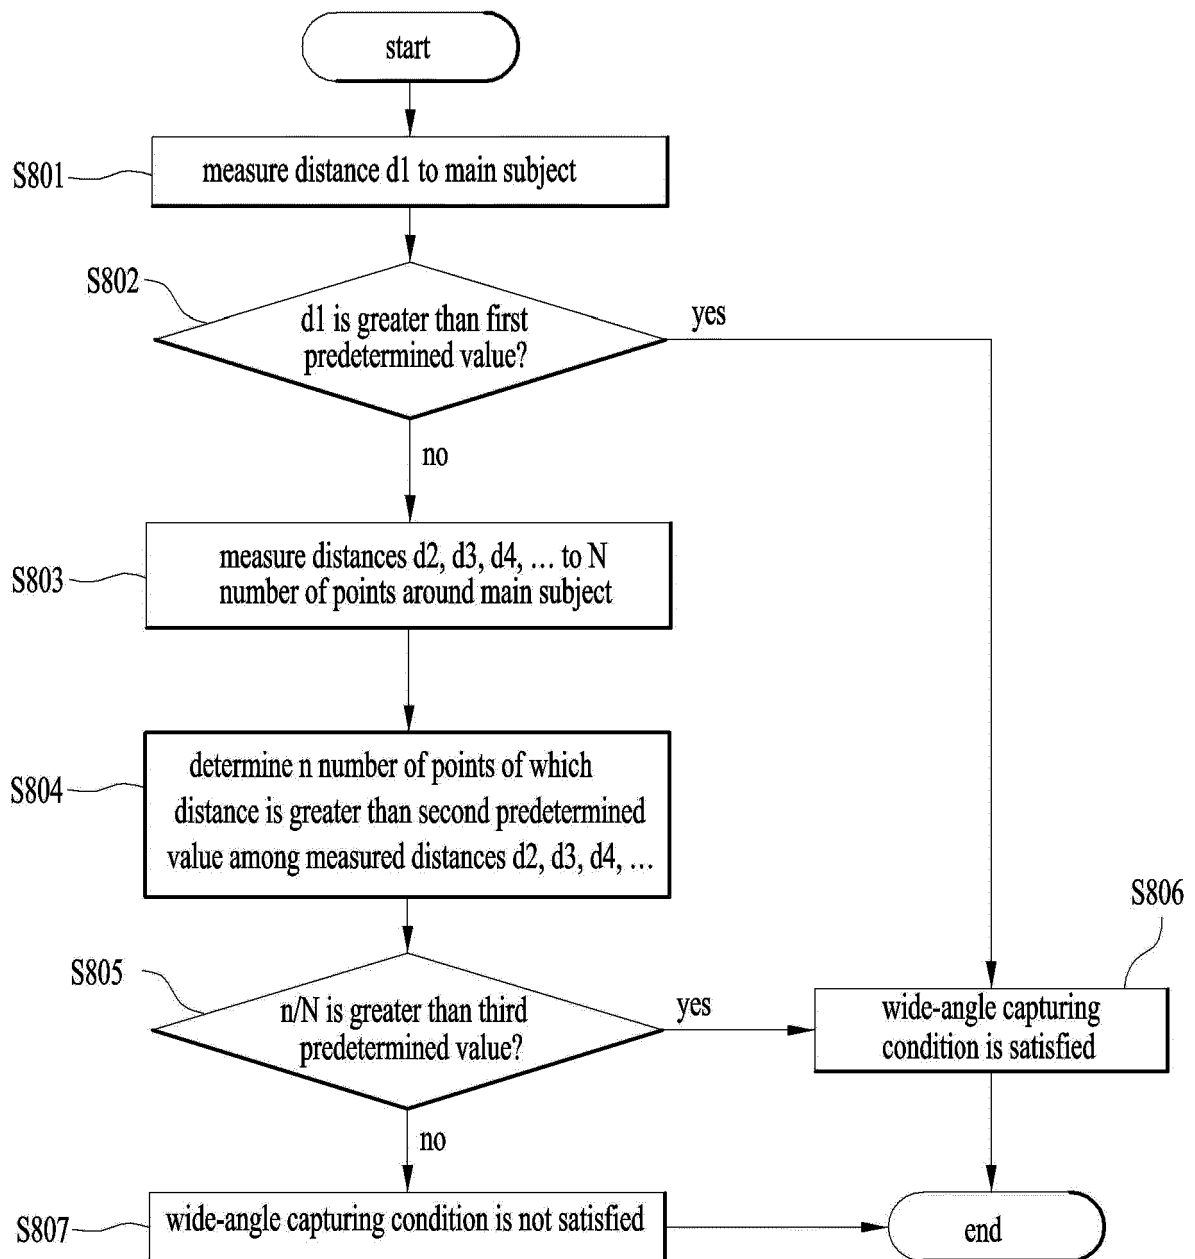 start
S801
measure distance d1 to main subject
S802
d1 is greater than first
predetermined value?
yes
no
S803
measure distances d2, d3, d4, … to N
number of points around main subject
S804
determine n number of points of which
distance is greater than second predetermined
value among measured distances d2, d3, d4, …
S805
n/N is greater than third
predetermined value?
yes
S806
wide-angle capturing
condition is satisfied
no
S807
wide-angle capturing condition is not satisfied
end